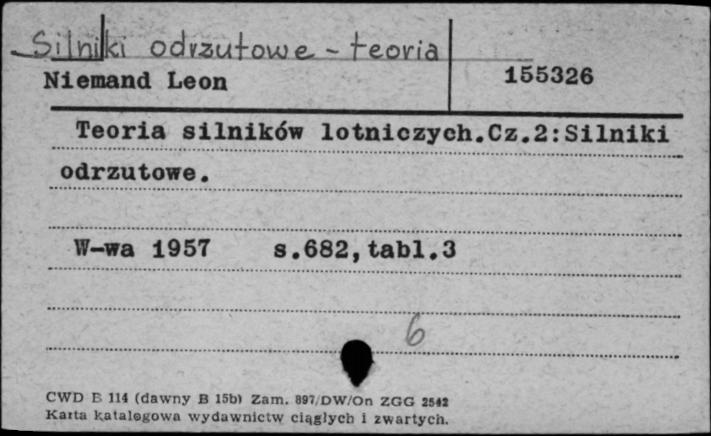 Silniki odrzutowe - teoria
Niemand Leon
155326
Teoria silników lotniczych.Cz.2:Silniki
odrzutowe.
W-wa 1957 s.682,tabl.3
6
CWD B 114 (dawny B 15b) Zam. 897/DW/On ZGG 2542
Karta katalogowa wydawnictw ciągłych i zwartych.